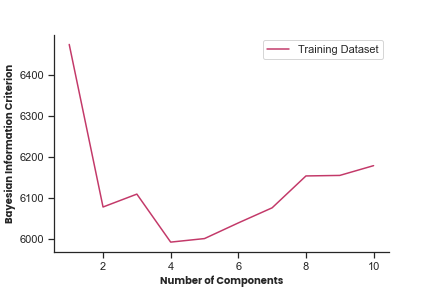 Training Dataset
Bayesian Information Criterion
6400
6300
6200
6100
6000
2 4 6 8 10
Number of Components